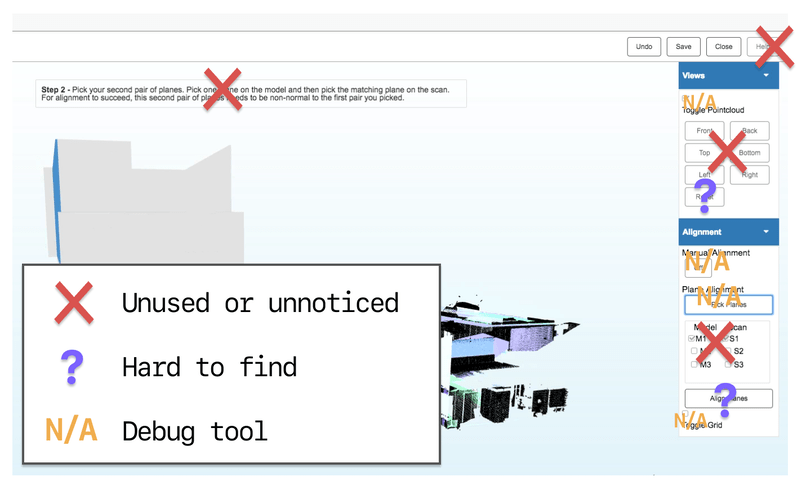 Undo Save Close
Step 2 - Pick your second pair of planes. Pick one plane on the model and then pick the matching plane on the scan.
For alignment to succeed, this second pair of planes needs to be non-normal to the first pair you picked.
Views
N/A
Toggle Pointcloud
Front Back
Top Bottom
Left Right
?
Alignment
Manual Alignment
N/A
Plane Alignment
N/A
Pick Planes
Model Scan
M1 S1
S2
M3 S3
Align Planes
?
N/A
Toggle Grid
Unused or unnoticed
? Hard to find
N/A Debug tool